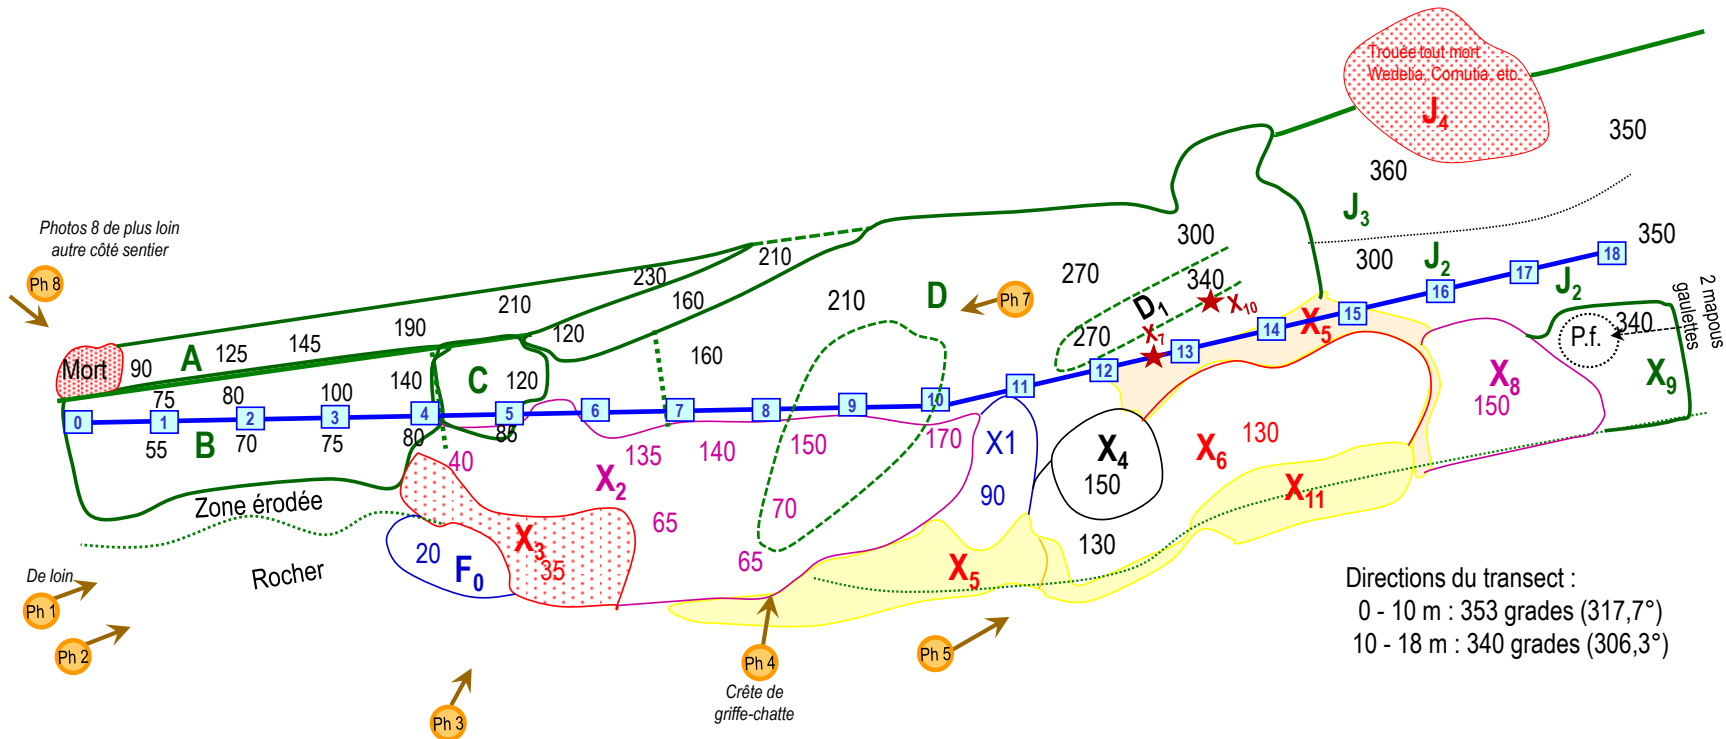 Trouée tout mort
Wedelia, Cornutia, etc.
J4
350
360
J3
Photos 8 de plus loin
autre côté sentier
Ph 8
300
350
210
230
210
270
300
J2
18
17
J2
16
2 mapous
gaulettes
210
160
210
D
Ph 7
340
D1
X10
X7
X5
15
14
13
340
P.f.
190
145
125
A
90
Mort
120
160
270
12
X8
150
X9
140
C
120
100
80
75
0
1
2
3
4
5
6
7
8
9
10
11
55
B
70
75
80
86
40
135
140
150
170
X1
X4
150
X6
130
X2
90
X11
Zone érodée
70
65
65
130
X3
35
20
F0
X5
Rocher
De loin
Ph 1
Ph 2
Ph 3
Ph 4
Crête de
griffe-chatte
Ph 5
Directions du transect :
0 - 10 m : 353 grades (317,7°)
10 - 18 m : 340 grades (306,3°)